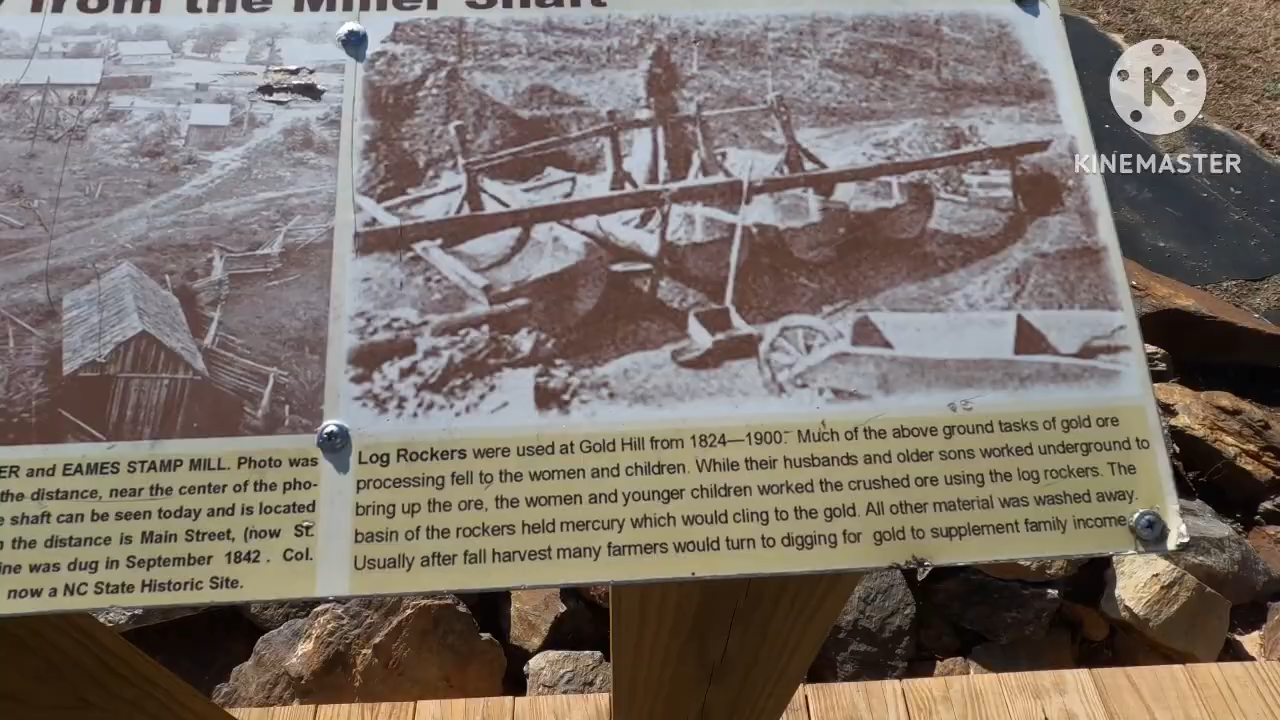 from the Miller Shaft
K
KINEMASTER
ER and EAMES STAMP MILL. Photo was
the distance, near the center of the pho-
shaft can be seen today and is located
the distance is Main Street, (now St.
ine was dug in September 1842 . Col.
now a NC State Historic Site.
Log Rockers were used at Gold Hill from 1824—1900. Much of the above ground tasks of gold ore
processing fell to the women and children. While their husbands and older sons worked underground to
bring up the ore, the women and younger children worked the crushed ore using the log rockers. The
basin of the rockers held mercury which would cling to the gold. All other material was washed away.
Usually after fall harvest many farmers would turn to digging for gold to supplement family income